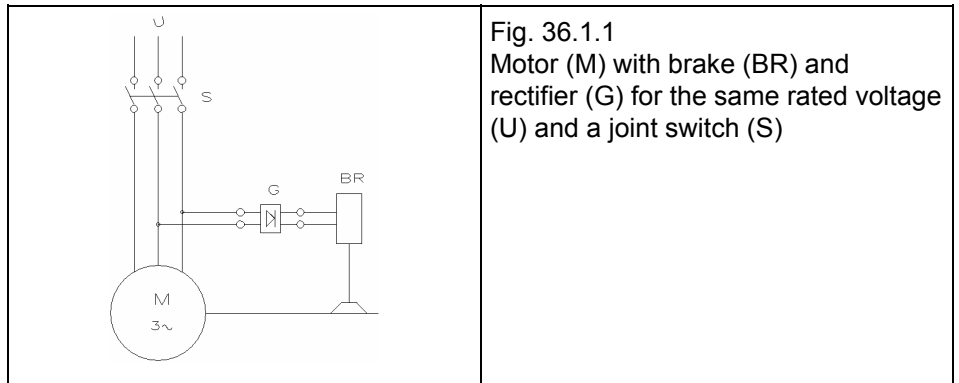 U
S
G
BR
M
3~
Fig. 36.1.1
Motor (M) with brake (BR) and
rectifier (G) for the same rated voltage
(U) and a joint switch (S)